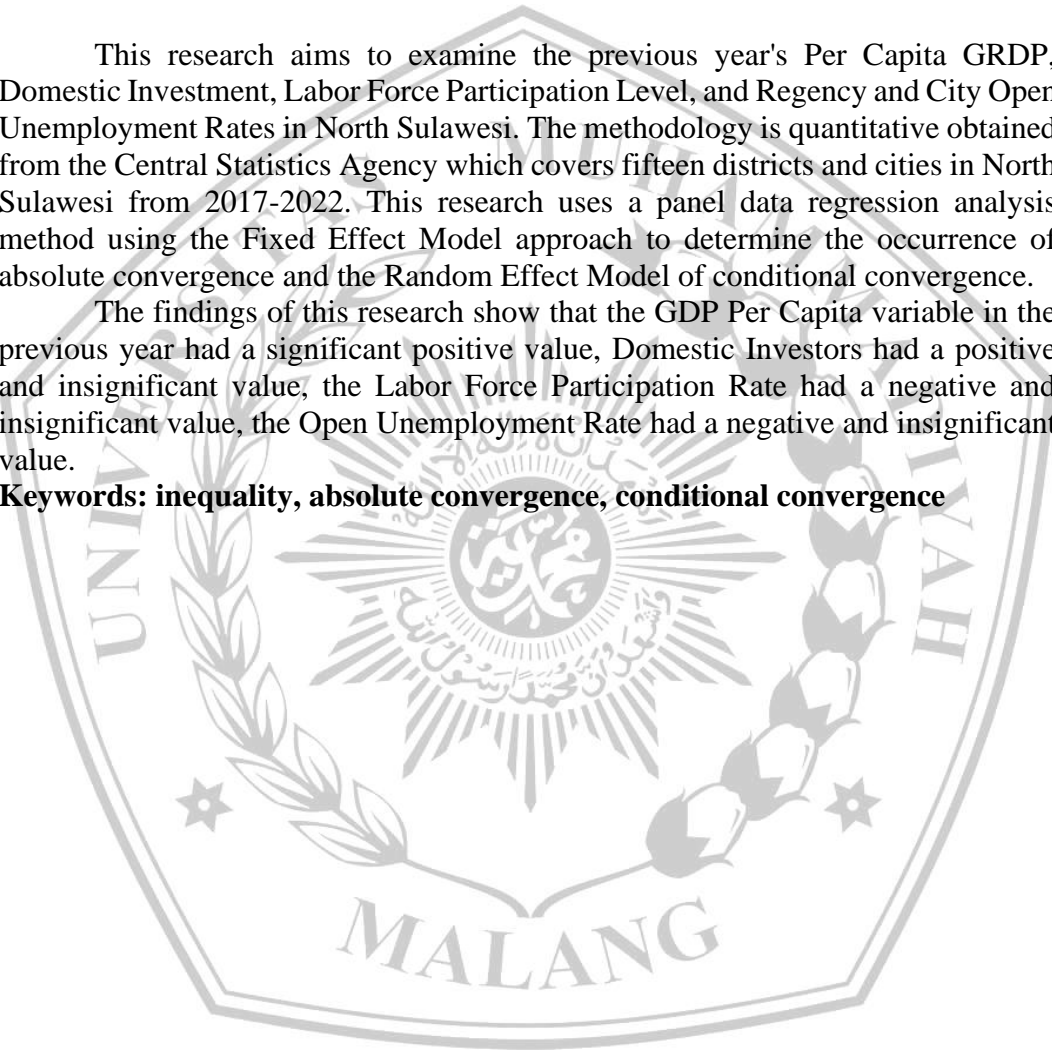 This research aims to examine the previous year's Per Capita GRDP,
Domestic Investment, Labor Force Participation Level, and Regency and City Open
Unemployment Rates in North Sulawesi. The methodology is quantitative obtained
from the Central Statistics Agency which covers fifteen districts and cities in North
Sulawesi from 2017-2022. This research uses a panel data regression analysis
method using the Fixed Effect Model approach to determine the occurrence of
absolute convergence and the Random Effect Model of conditional convergence.
The findings of this research show that the GDP Per Capita variable in the
previous year had a significant positive value, Domestic Investors had a positive
and insignificant value, the Labor Force Participation Rate had a negative and
insignificant value, the Open Unemployment Rate had a negative and insignificant
value.
Keywords: inequality, absolute convergence, conditional convergence
UNIVERSITAS MUHAMMADIYAH
MALANG